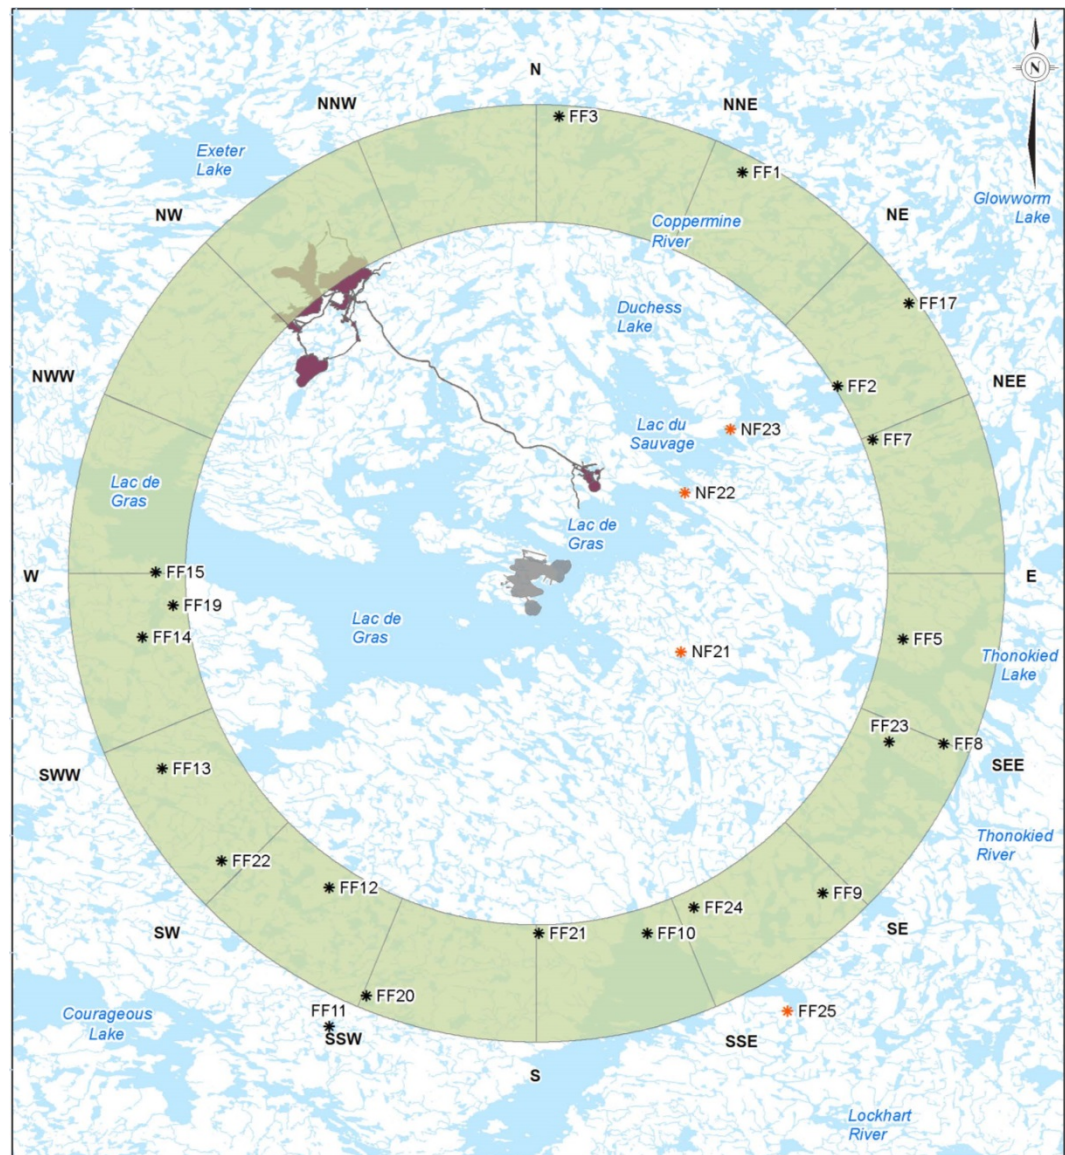 N
N
NNW
NNE
FF3
Exeter
Lake
FF1
Glowworm
Lake
NW
NE
Coppermine
River
FF17
Duchess
Lake
NWW
NEE
FF2
Lac du
Sauvage
NF23
FF7
Lac de
Gras
NF22
Lac de
Gras
W
FF15
E
FF19
Lac de
Gras
FF14
FF5
NF21
Thonokied
Lake
FF23
FF8
SEE
SWW
FF13
Thonokied
River
FF22
FF12
FF9
FF24
SW
FF21
FF10
SE
FF20
FF11
SSW
FF25
Courageous
Lake
SSE
S
Lockhart
River